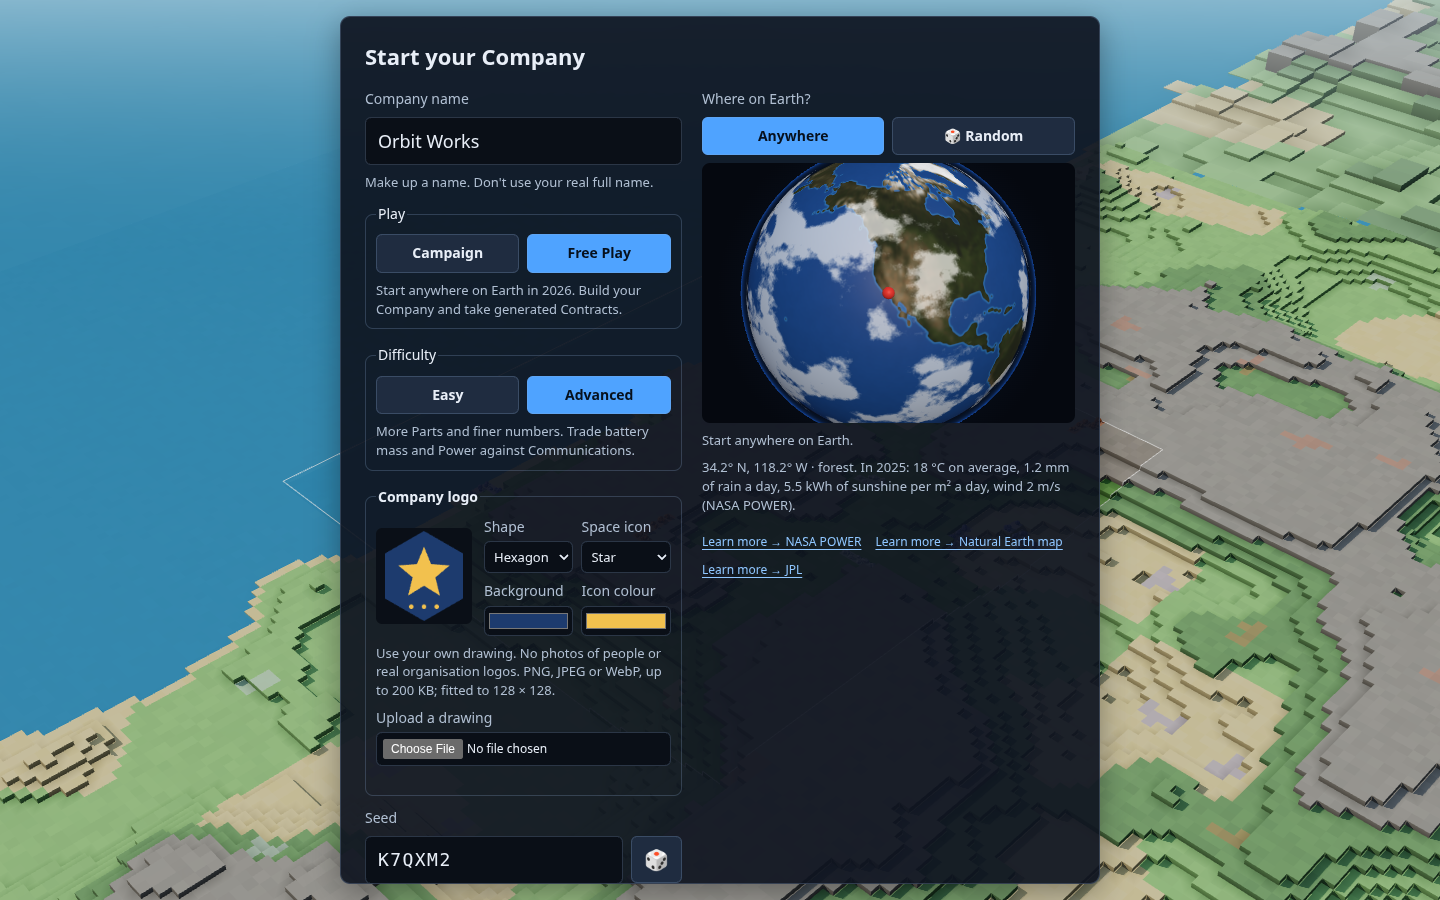 Start your Company
Company name
Orbit Works
Make up a name. Don't use your real full name.
Play
Campaign
Free Play
Start anywhere on Earth in 2026. Build your
Company and take generated Contracts.
Difficulty
Easy
Advanced
More Parts and finer numbers. Trade battery
mass and Power against Communications.
Company logo
Shape
Space icon
Hexagon
Star
Background
Icon colour
Use your own drawing. No photos of people or
real organisation logos. PNG, JPEG or WebP, up
to 200 KB; fitted to 128 × 128.
Upload a drawing
Choose File No file chosen
Seed
K7QXM2
Where on Earth?
Anywhere
Random
Start anywhere on Earth.
34.2° N, 118.2° W · forest. In 2025: 18 °C on average, 1.2 mm
of rain a day, 5.5 kWh of sunshine per m² a day, wind 2 m/s
(NASA POWER).
Learn more → NASA POWER
Learn more → Natural Earth map
Learn more → JPL